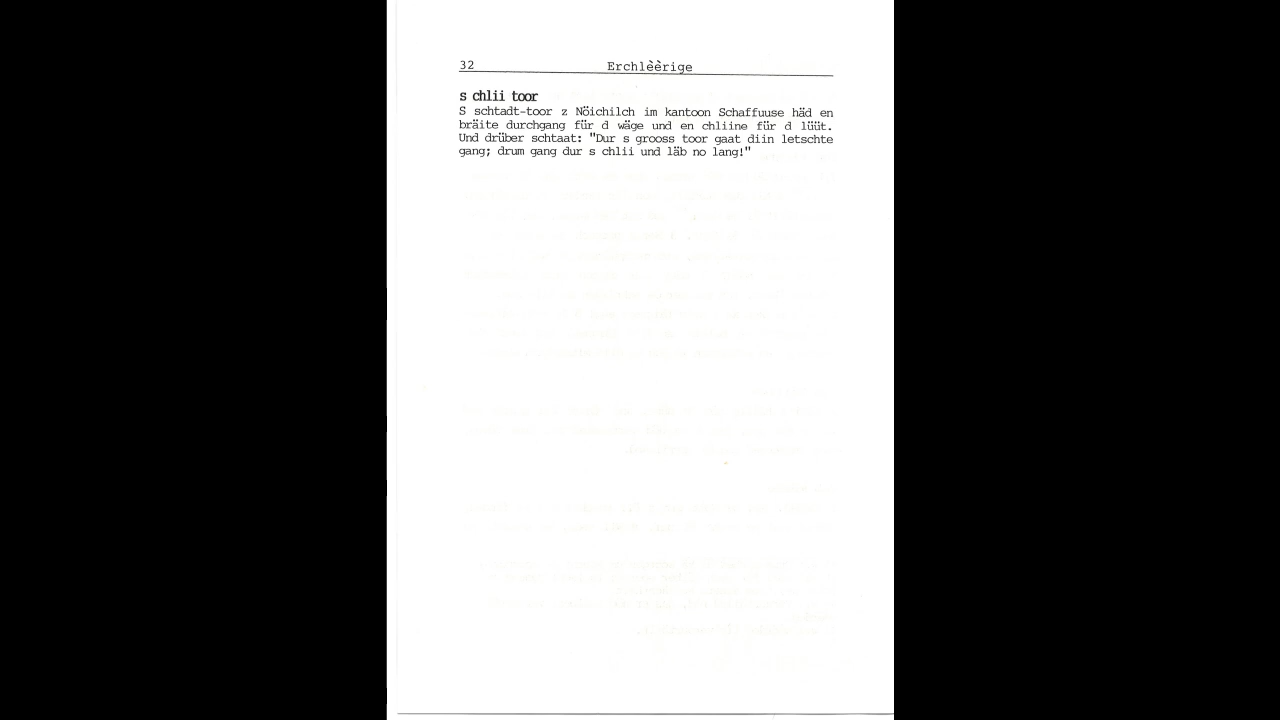 32 Erchlèèrige
s chlii toor
S schtadt-toor z Nöichilch im kantoon Schaffuuse häd en
bräite durchgang für d wäge und en chliine für d lüüt.
Und drüber schtaat: "Dur s grooss toor gaat diin letschte
gang; drum gang dur s chlii und läb no lang!"